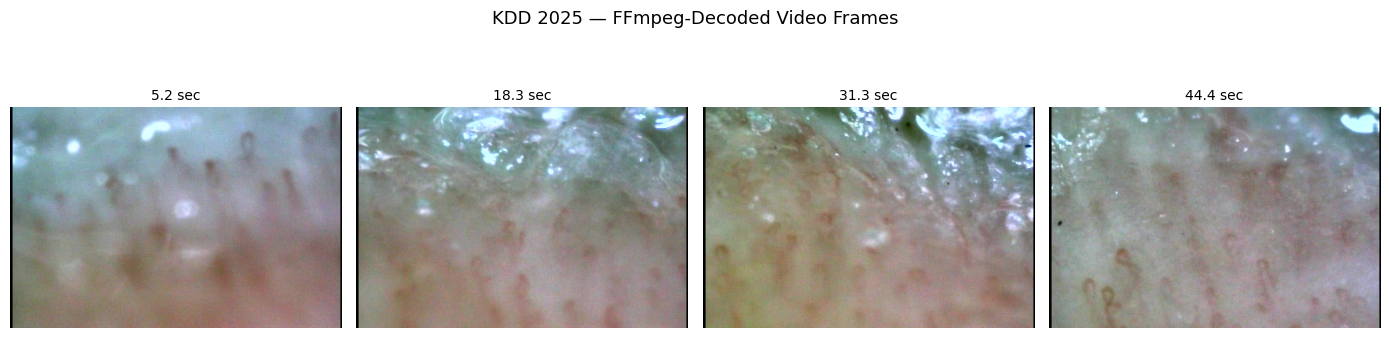 KDD 2025 — FFmpeg-Decoded Video Frames
5.2 sec
18.3 sec
31.3 sec
44.4 sec